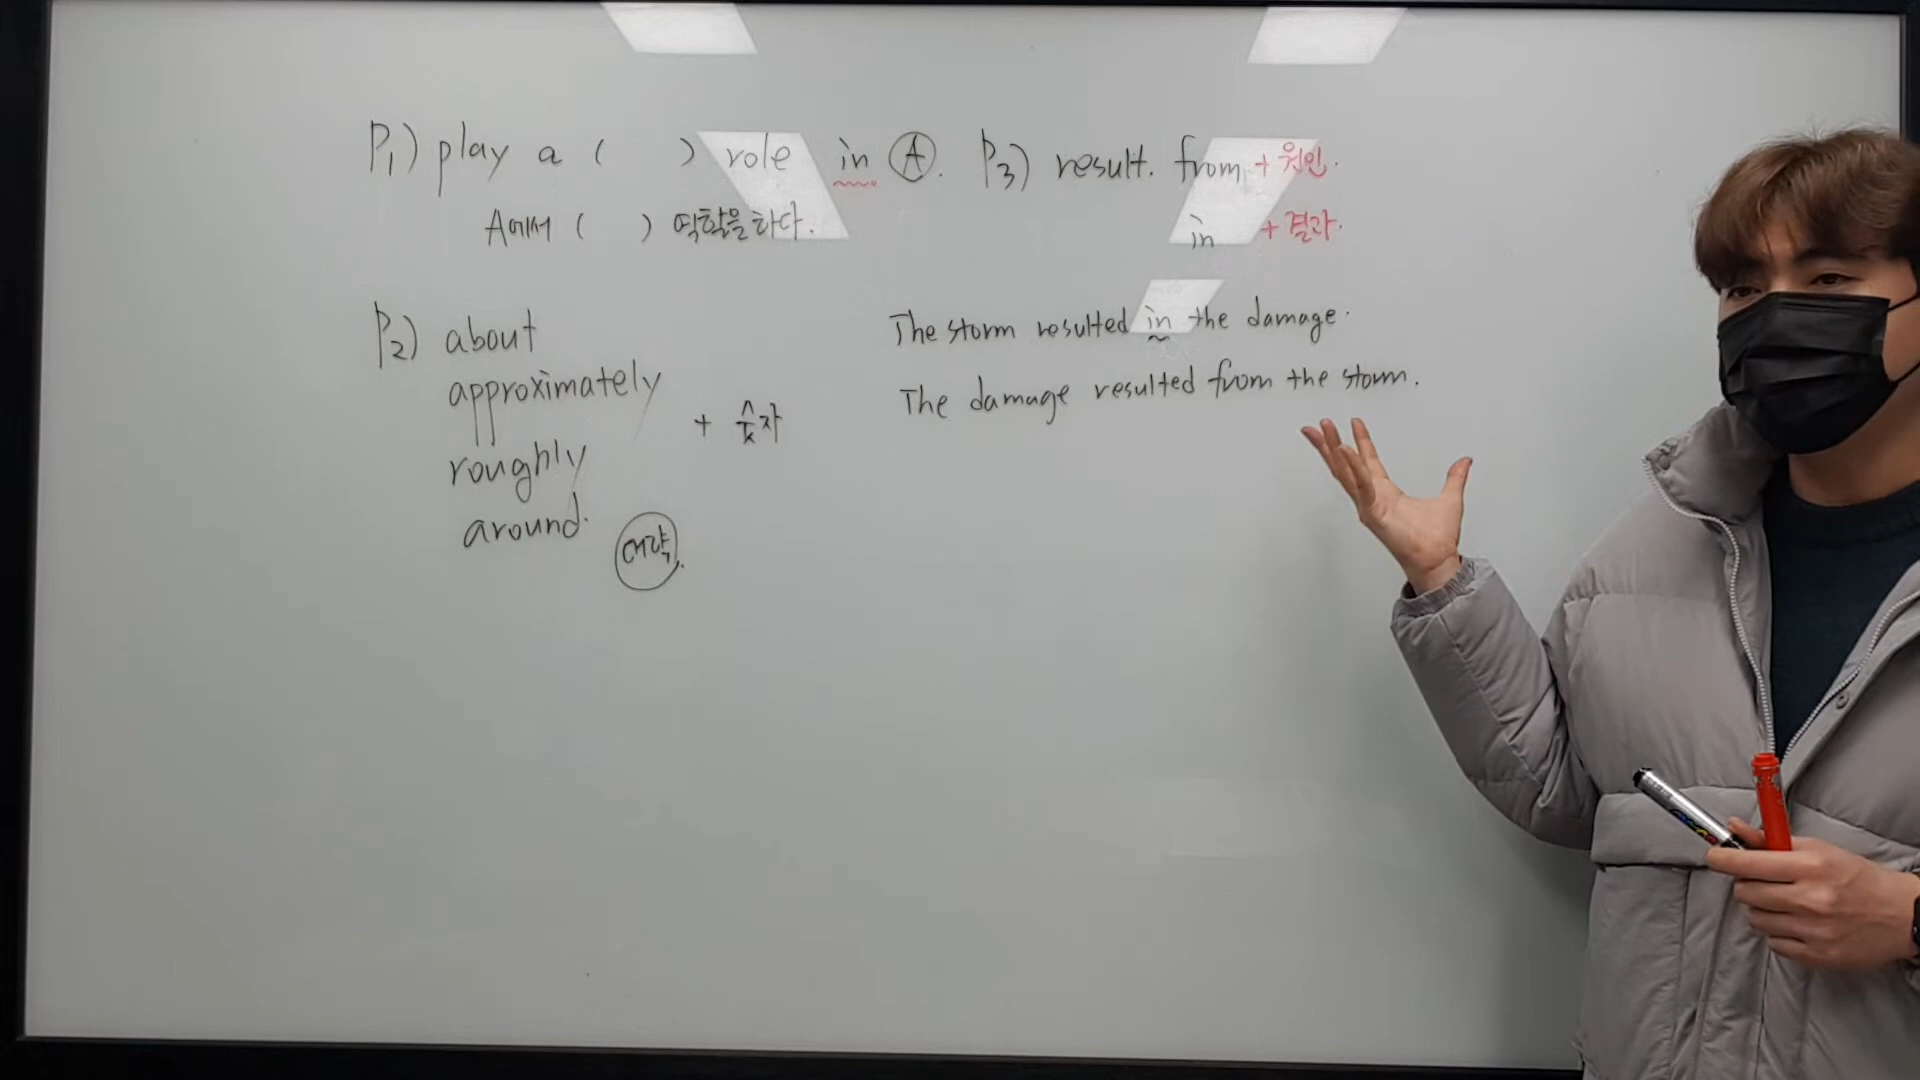 P1) play a (    ) role in Ⓐ.
A에서 (    ) 역할을 하다.
P2) about
approximately
roughly
around.
+ 숫자
대략.
P3) result. from + 원인.
in + 결과.
The storm resulted in the damage.
The damage resulted from the storm.